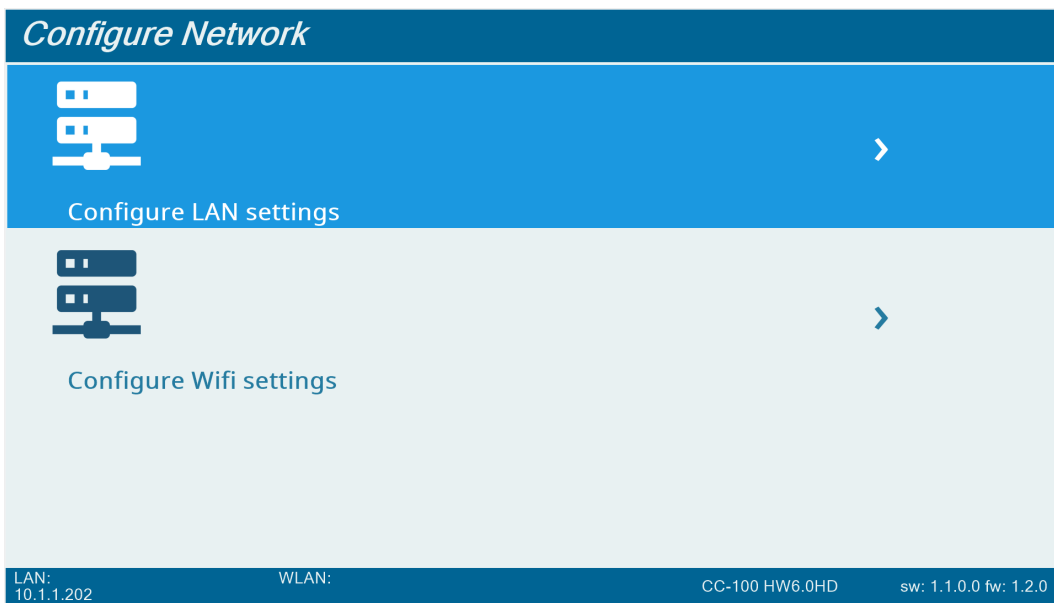 Configure Network
Configure LAN settings
Configure Wifi settings
LAN:
10.1.1.202
WLAN:
CC-100 HW6.0HD
sw: 1.1.0.0 fw: 1.2.0